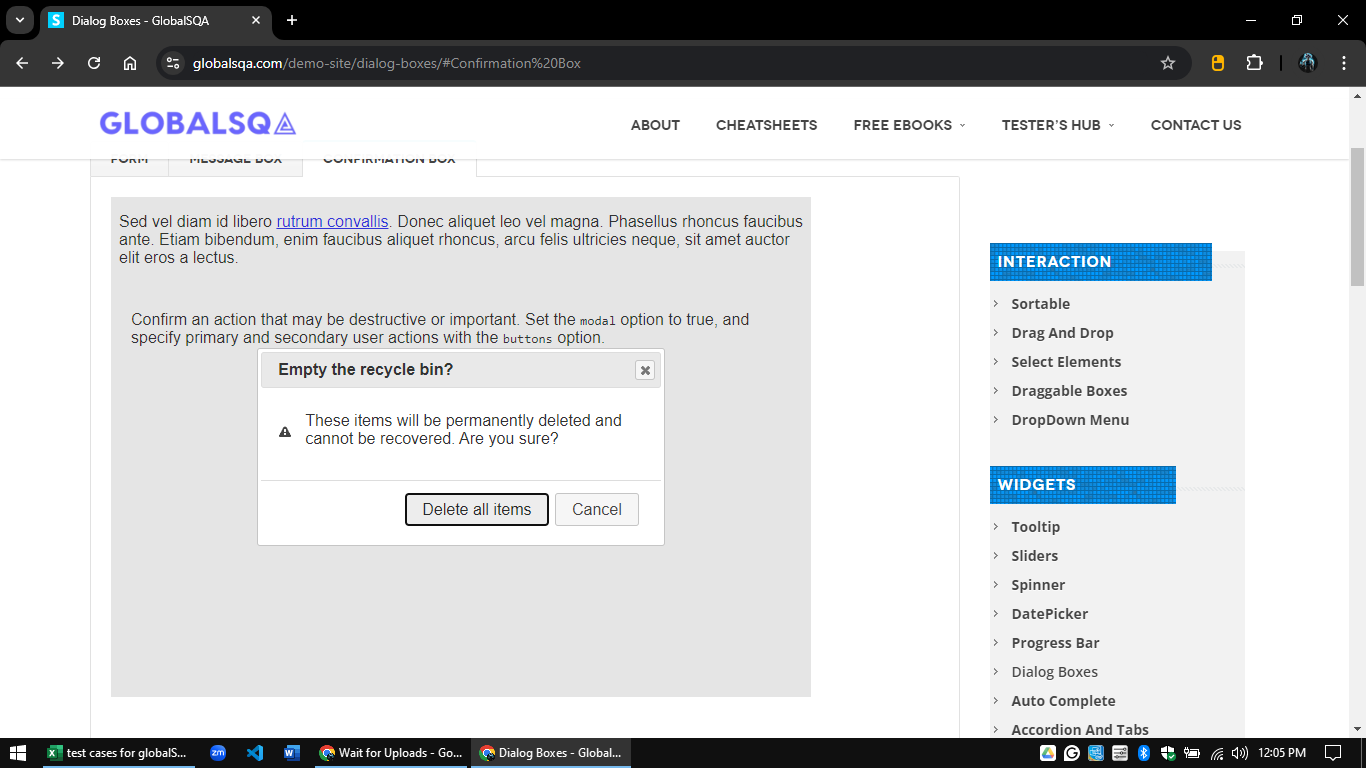 Dialog Boxes - GlobalSQA
globalsqa.com/demo-site/dialog-boxes/#Confirmation%20Box
GLOBALSQA
ABOUT
CHEATSHEETS
FREE EBOOKS
TESTER'S HUB
CONTACT US
FORM
MESSAGE BOX
CONFIRMATION BOX
Sed vel diam id libero rutrum convallis. Donec aliquet leo vel magna. Phasellus rhoncus faucibus
ante. Etiam bibendum, enim faucibus aliquet rhoncus, arcu felis ultricies neque, sit amet auctor
elit eros a lectus.
Confirm an action that may be destructive or important. Set the modal option to true, and
specify primary and secondary user actions with the buttons option.
Empty the recycle bin?
These items will be permanently deleted and
cannot be recovered. Are you sure?
Delete all items
Cancel
INTERACTION
Sortable
Drag And Drop
Select Elements
Draggable Boxes
DropDown Menu
WIDGETS
Tooltip
Sliders
Spinner
DatePicker
Progress Bar
Dialog Boxes
Auto Complete
Accordion And Tabs
test cases for globalS...
zm
Wait for Uploads - Go...
Dialog Boxes - Global...
12:05 PM